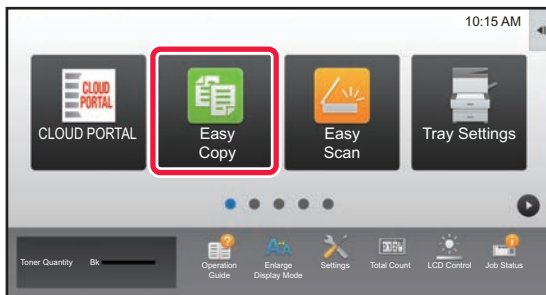 10:15 AM
CLOUD
PORTAL
CLOUD PORTAL
Easy
Copy
Easy
Scan
Tray Settings
Toner Quantity Bk
Operation
Guide
Enlarge
Display Mode
Settings
Total Count
LCD Control
Job Status